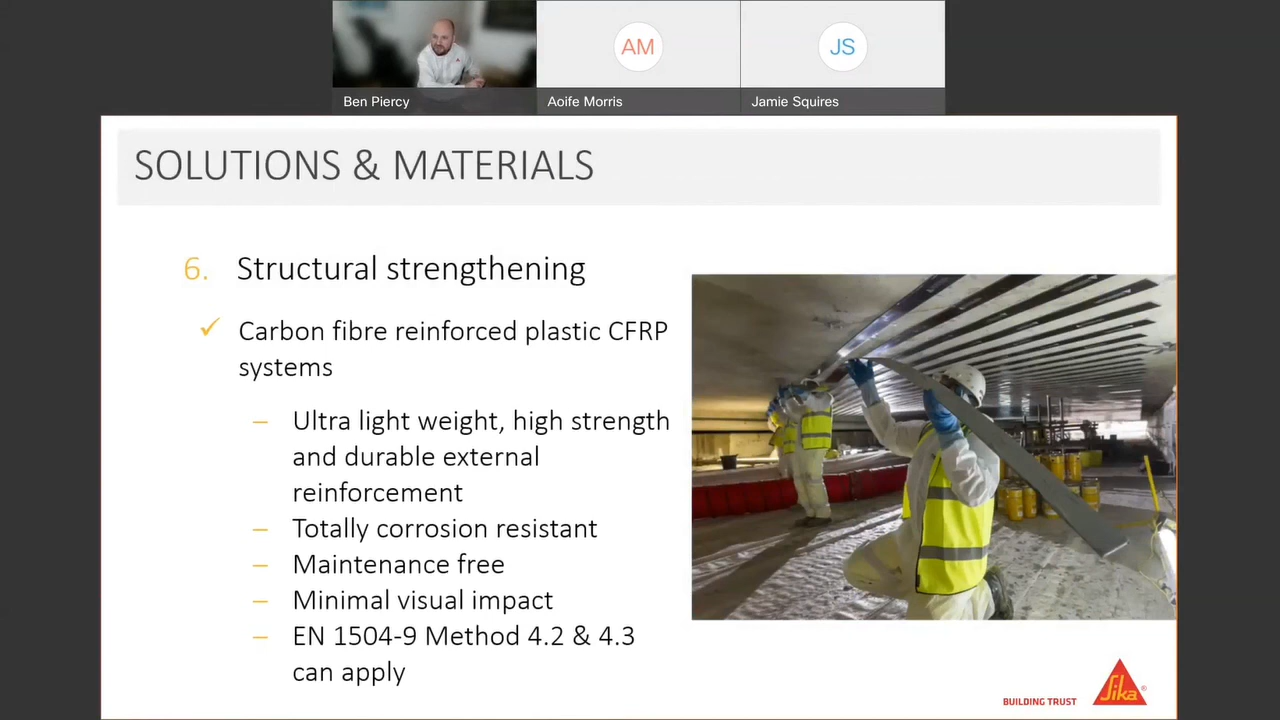 AM
JS
Ben Piercy
Aoife Morris
Jamie Squires
SOLUTIONS & MATERIALS
6. Structural strengthening
✓ Carbon fibre reinforced plastic CFRP
systems
– Ultra light weight, high strength
and durable external
reinforcement
– Totally corrosion resistant
– Maintenance free
– Minimal visual impact
– EN 1504-9 Method 4.2 & 4.3
can apply
BUILDING TRUST
Sika®